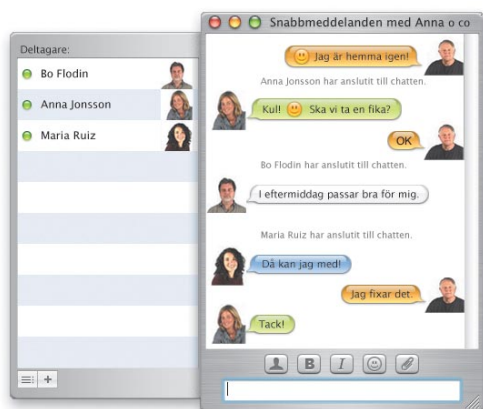 Deltagare:
Bo Flodin
Anna Jonsson
Maria Ruiz
Snabbmeddelanden med Anna o co
Jag är hemma igen!
Anna Jonsson har anslutit till chatten.
Kul! Ska vi ta en fika?
OK
Bo Flodin har anslutit till chatten.
I eftermiddag passar bra för mig.
Maria Ruiz har anslutit till chatten.
Då kan jag med!
Jag fixar det.
Tack!
B I